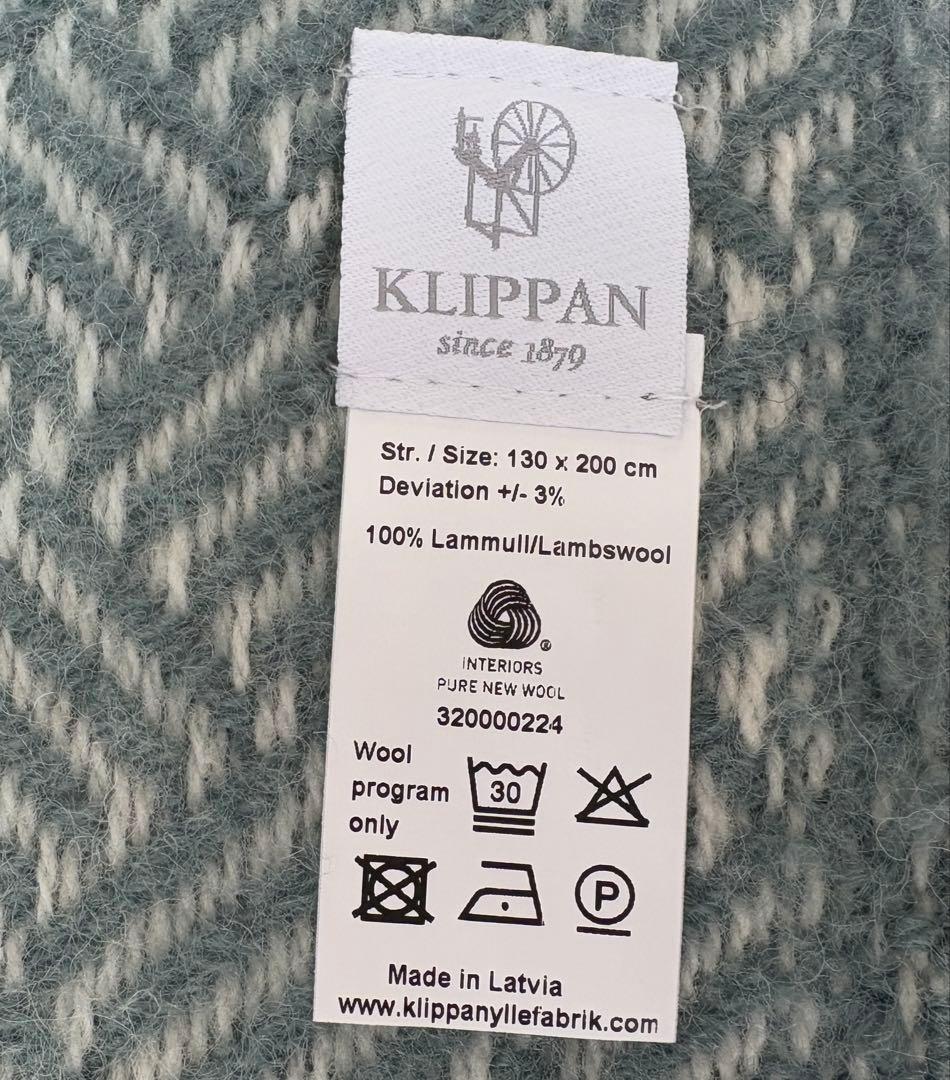 KLIPPAN
since 1879
Str. / Size: 130 x 200 cm
Deviation +/- 3%
100% Lammull/Lambswool
®
INTERIORS
PURE NEW WOOL
320000224
Wool
program
only
30
P
Made in Latvia
www.klippanyllefabrik.com